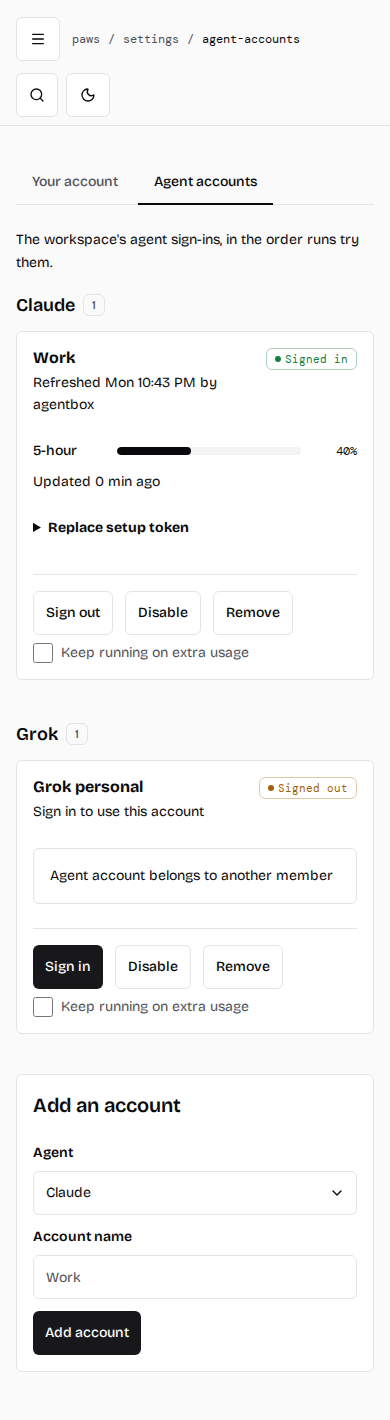 paws / settings / agent-accounts
Your account
Agent accounts
The workspace's agent sign-ins, in the order runs try
them.
Claude 1
Work
Signed in
Refreshed Mon 10:43 PM by
agentbox
5-hour 40%
Updated 0 min ago
Replace setup token
Sign out
Disable
Remove
Keep running on extra usage
Grok 1
Grok personal
Signed out
Sign in to use this account
Agent account belongs to another member
Sign in
Disable
Remove
Keep running on extra usage
Add an account
Agent
Claude
Account name
Work
Add account